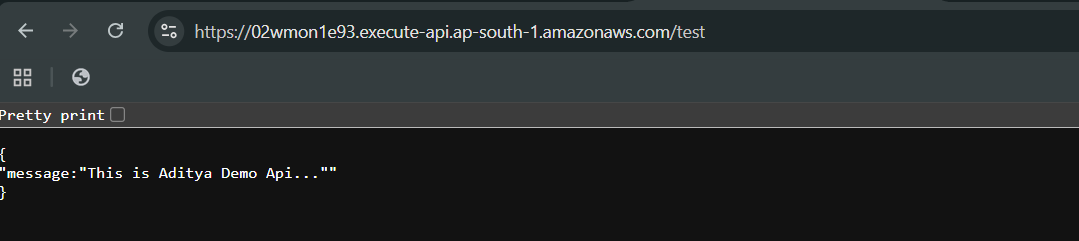 https://02wmon1e93.execute-api.ap-south-1.amazonaws.com/test
Pretty print
{
"message:"This is Aditya Demo Api...""
}